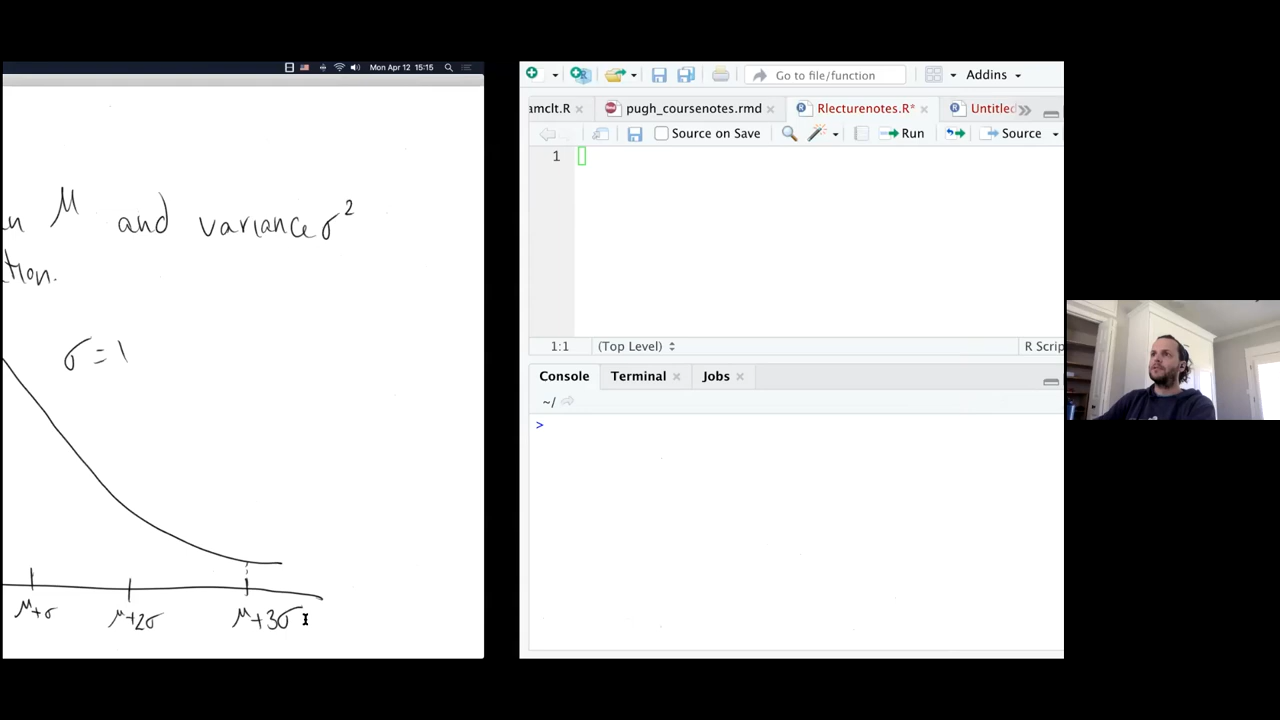 Mon Apr 12 15:15
μ and variance σ²
tion.
σ = 1
μ+σ μ+2σ μ+3σ
Go to file/function Addins
amclt.R pugh_coursenotes.rmd Rlecturenotes.R* Untitled
Source on Save Run Source
1
1:1 (Top Level) R Scrip
Console Terminal Jobs
~/
>